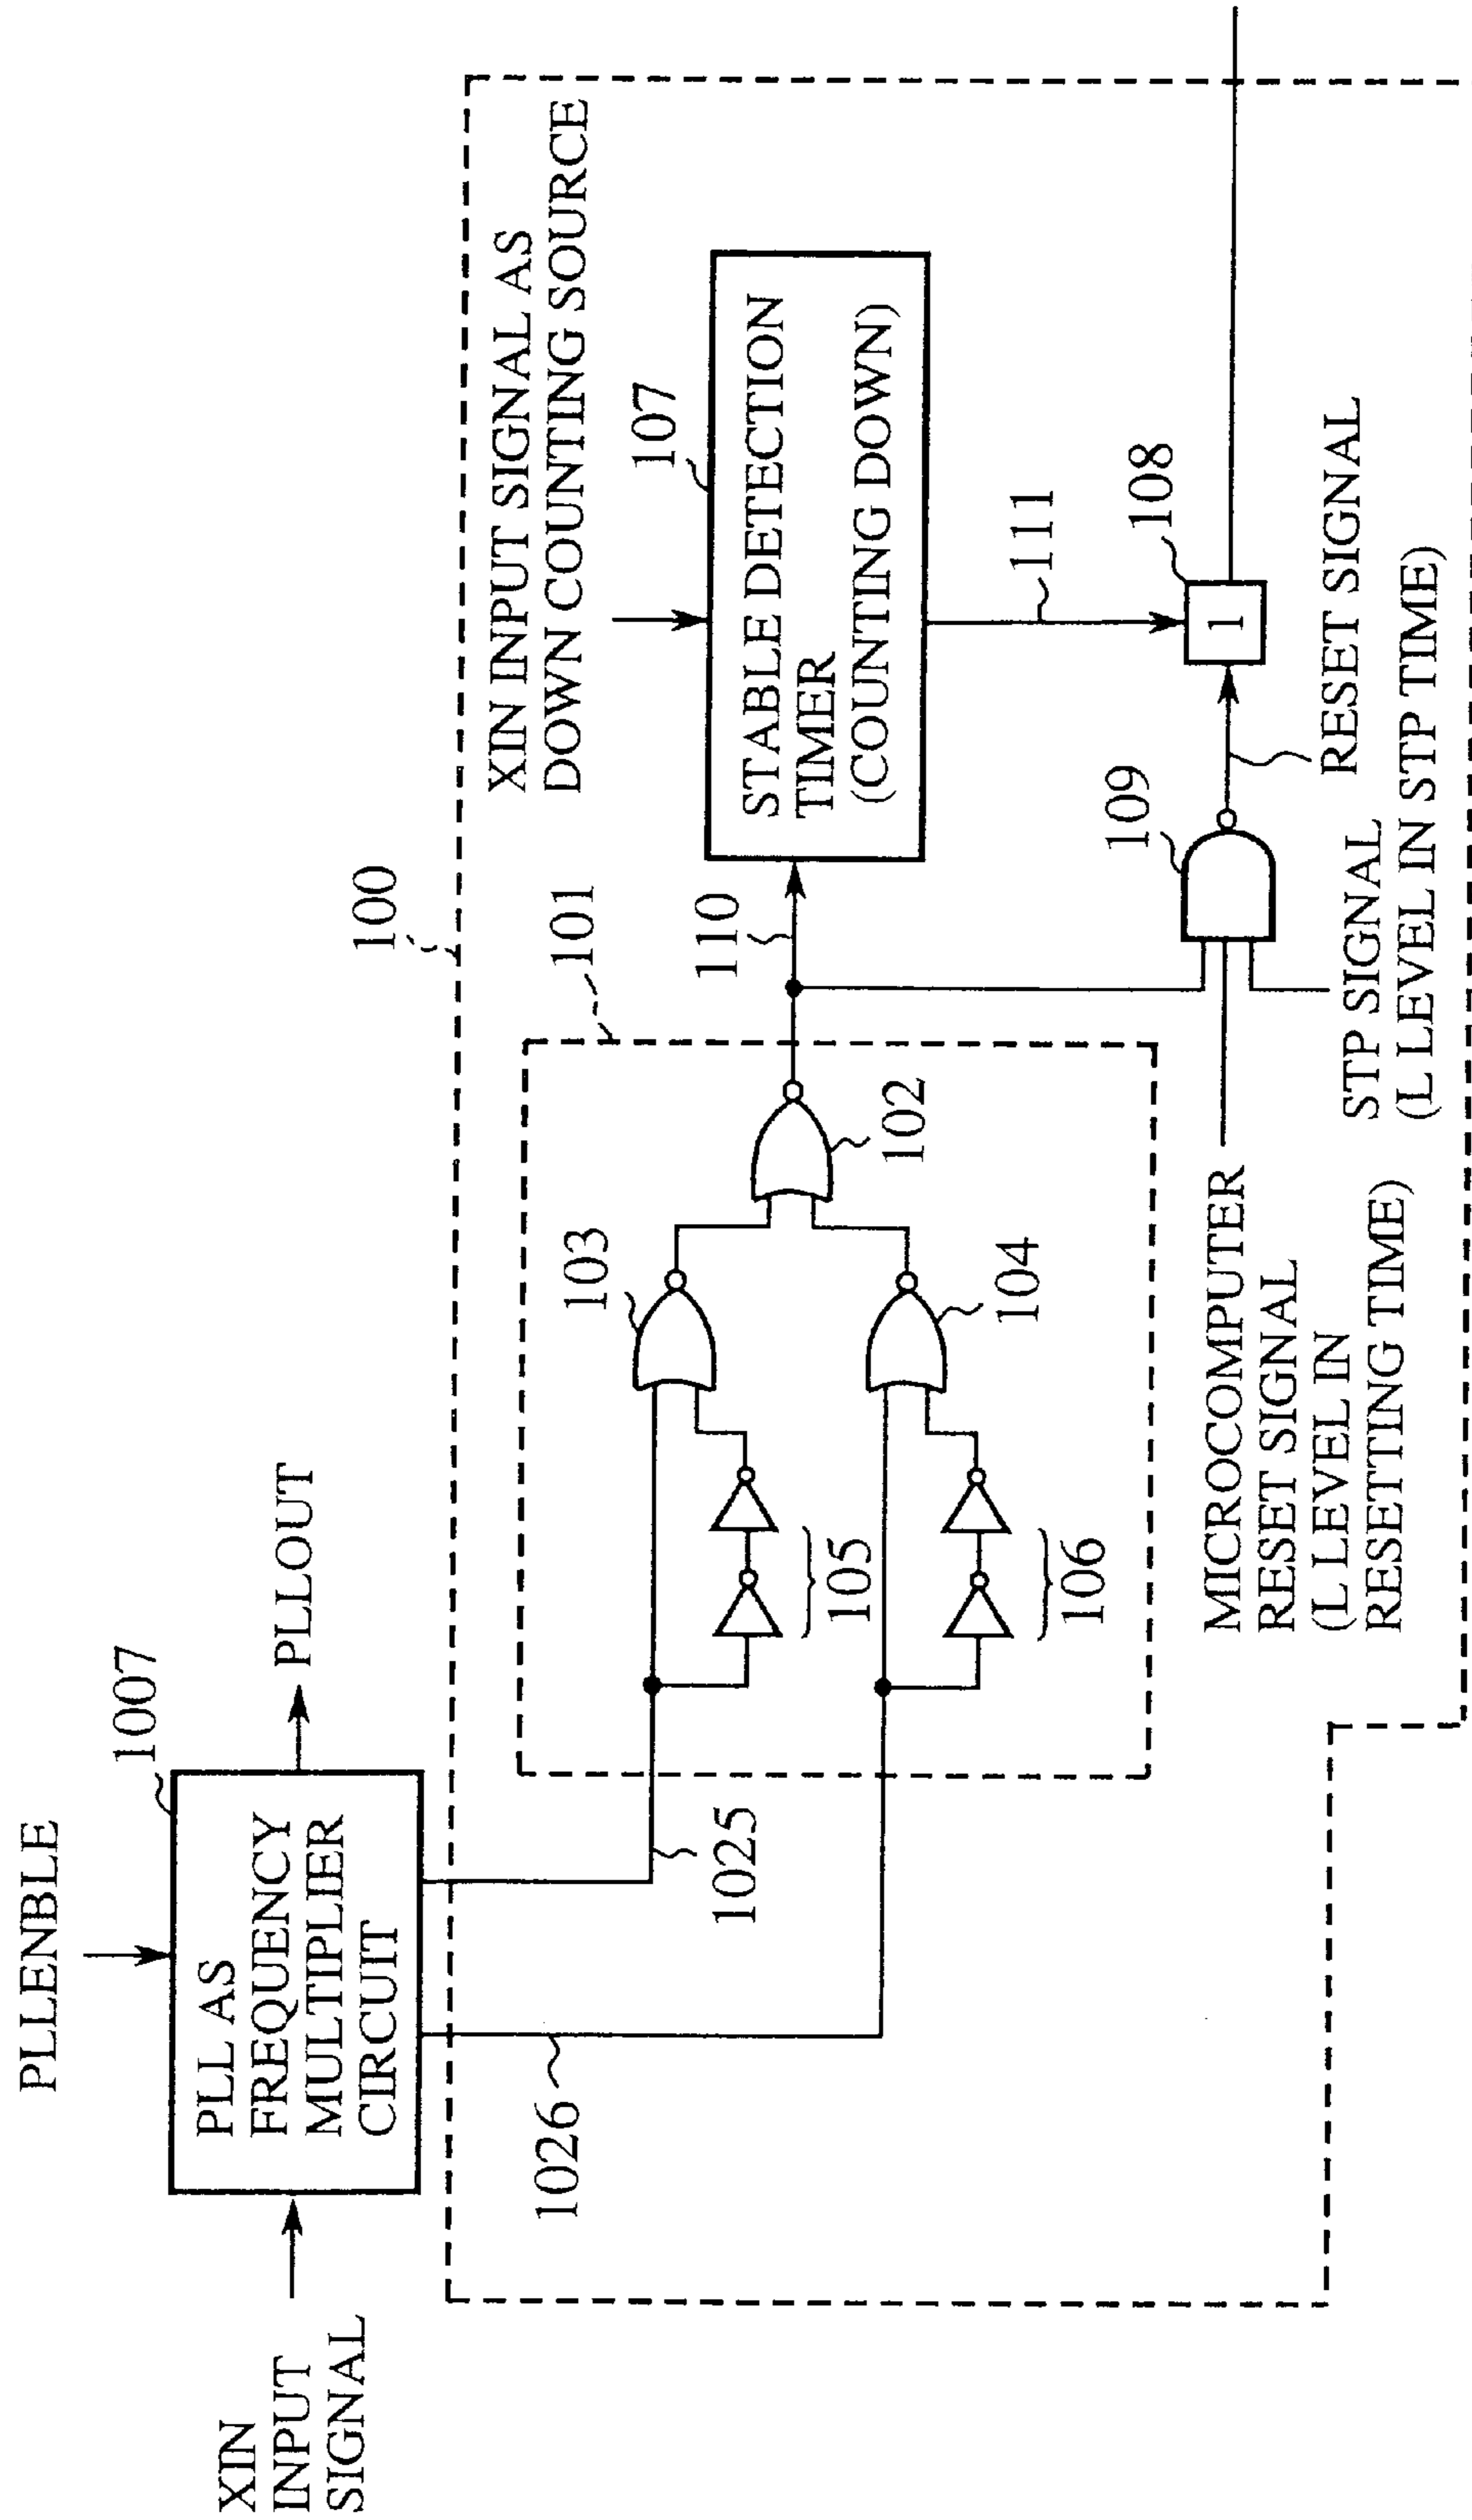 PLLENBLE
1007
XIN
INPUT
SIGNAL
PLL AS
FREQUENCY
MULTIPLIER
CIRCUIT
PLLOUT
100
1026
1025
101
103
105
104
106
102
110
XIN INPUT SIGNAL AS
DOWN COUNTING SOURCE
107
STABLE DETECTION
TIMER
(COUNTING DOWN)
111
108
1
109
RESET SIGNAL
MICROCOMPUTER
RESET SIGNAL
(L LEVEL IN
RESETTING TIME)
STP SIGNAL
(L LEVEL IN STP TIME)